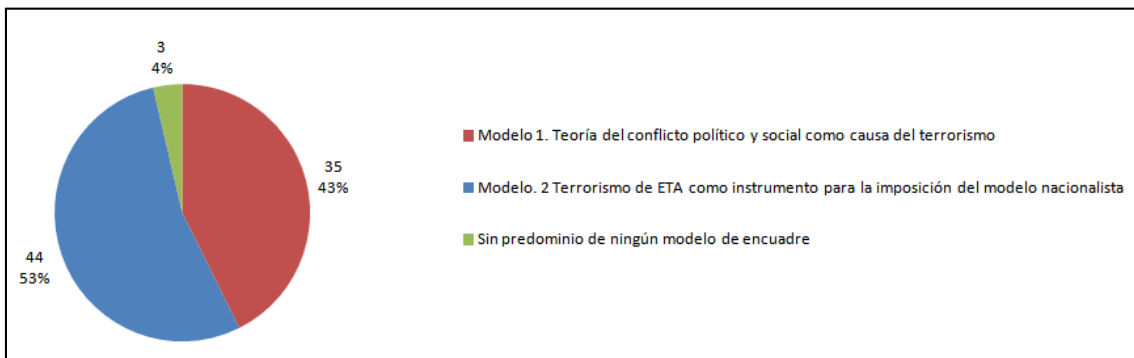 3
4%
35
43%
44
53%
Modelo 1. Teoría del conflicto político y social como causa del terrorismo
Modelo. 2 Terrorismo de ETA como instrumento para la imposición del modelo nacionalista
Sin predominio de ningún modelo de encuadre